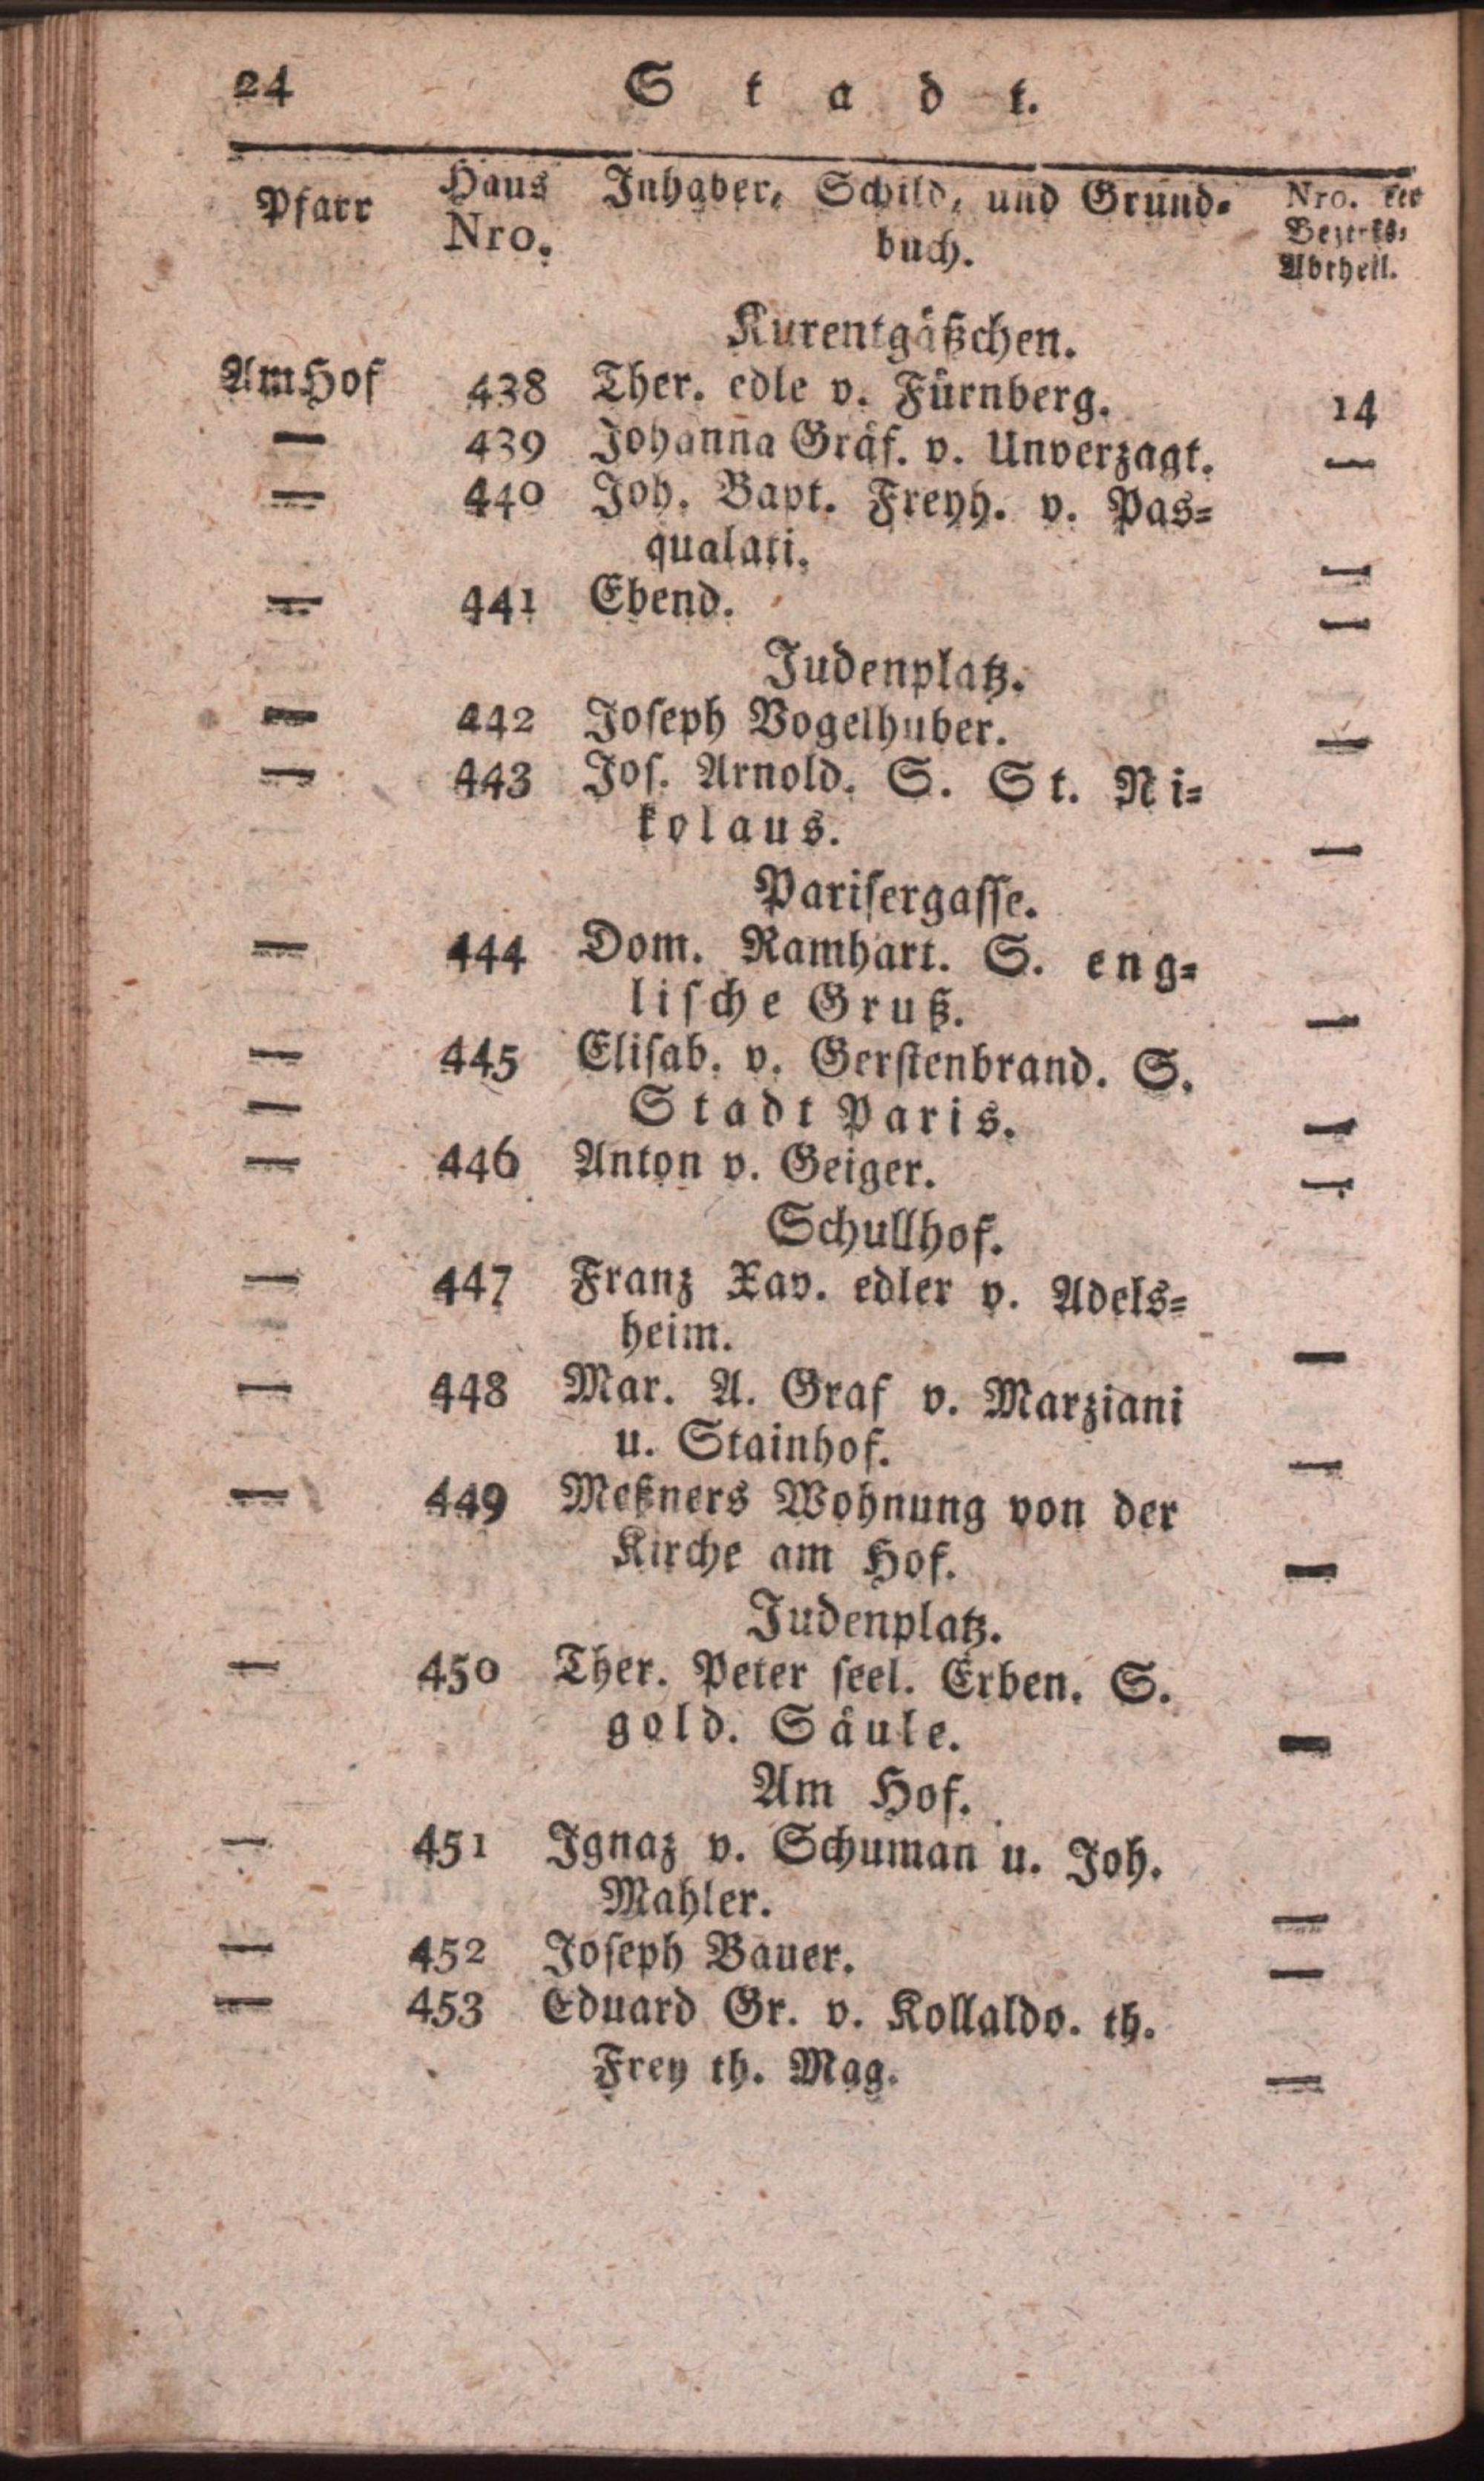 24 Stadt.
Pfarr Haus Nro. Inhaber, Schild, und Grund- Nro. der
buch. Bezirks-
Abtheil.
Kurentgäßchen.
Am Hof 438 Ther. edle v. Fürnberg. 14
— 439 Johanna Gräf. v. Unverzagt. —
— 440 Joh. Bapt. Freyh. v. Pas=
qualati. —
— 441 Ebend. —
Judenplatz.
— 442 Joseph Vogelhuber. —
— 443 Jos. Arnold. S. St. Ni=
kolaus. —
Parisergasse.
— 444 Dom. Ramhart. S. eng=
lische Gruß. —
— 445 Elisab. v. Gerstenbrand. S.
— Stadt Paris. —
— 446 Anton v. Geiger. —
Schullhof.
— 447 Franz Xav. edler v. Adels=
heim. —
— 448 Mar. A. Graf v. Marziani
u. Stainhof. —
— 449 Meßners Wohnung von der
Kirche am Hof. —
Judenplatz.
— 450 Ther. Peter seel. Erben. S.
gold. Säule. —
Am Hof.
— 451 Ignaz v. Schuman u. Joh.
Mahler. —
— 452 Joseph Bauer. —
— 453 Eduard Gr. v. Kollaldo. th.
Frey th. Mag. —